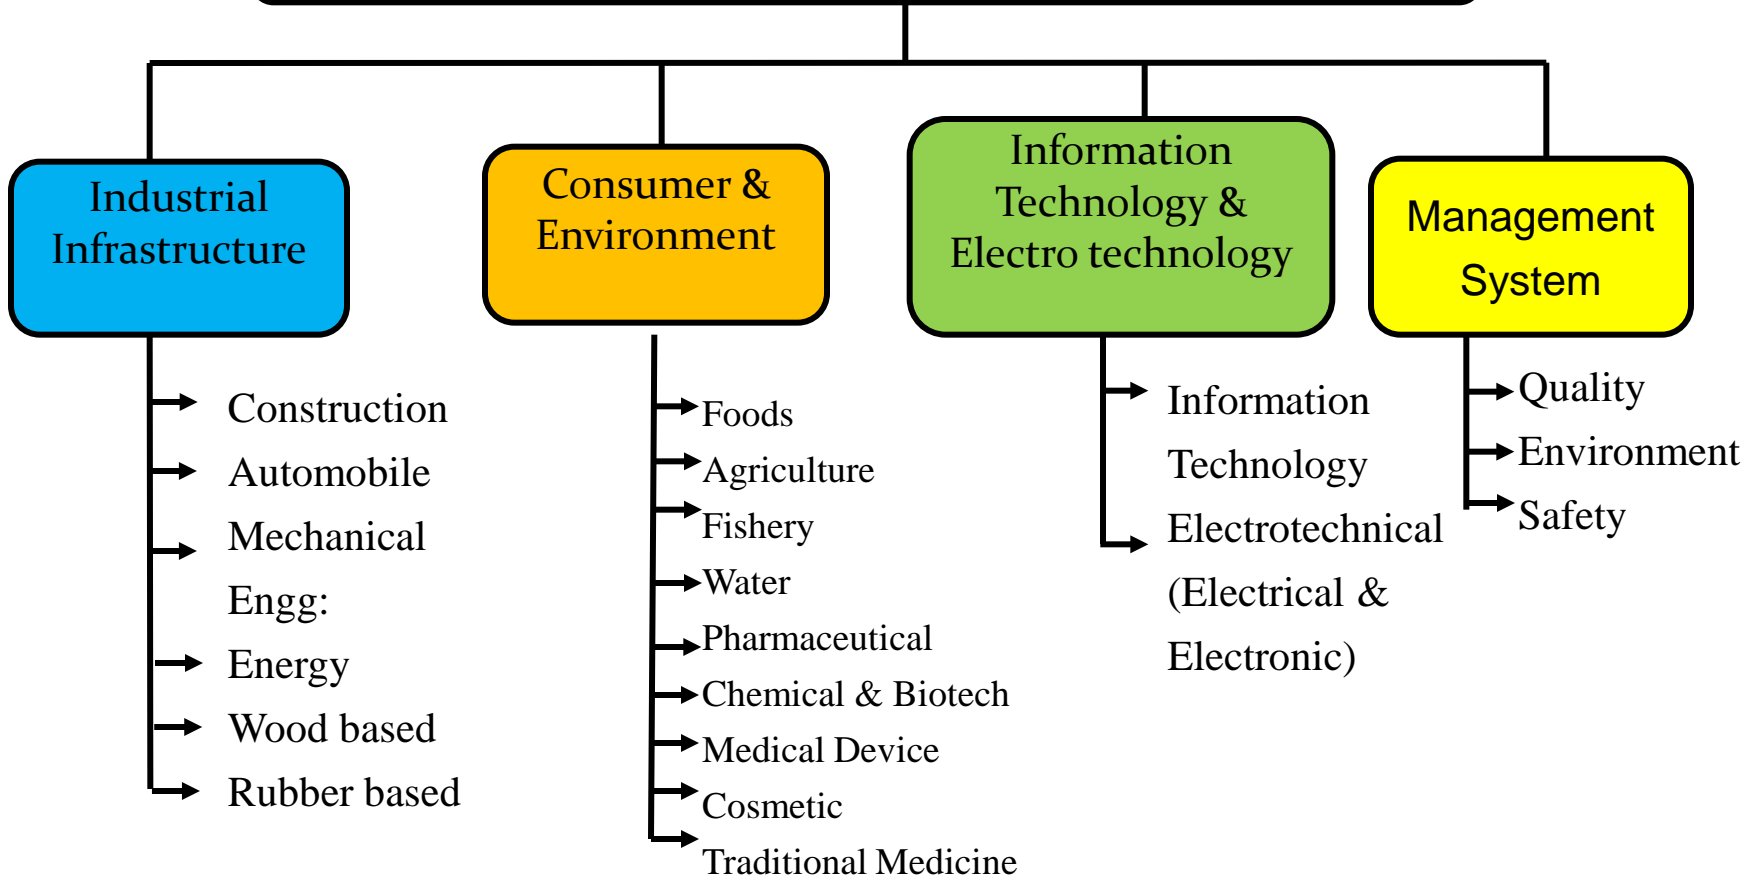 Industrial
Infrastructure
Consumer &
Environment
Information
Technology &
Electro technology
Management
System
Construction
Automobile
Mechanical
Engg:
Energy
Wood based
Rubber based
Foods
Agriculture
Fishery
Water
Pharmaceutical
Chemical & Biotech
Medical Device
Cosmetic
Traditional Medicine
Information
Technology
Electrotechnical
(Electrical &
Electronic)
Quality
Environment
Safety